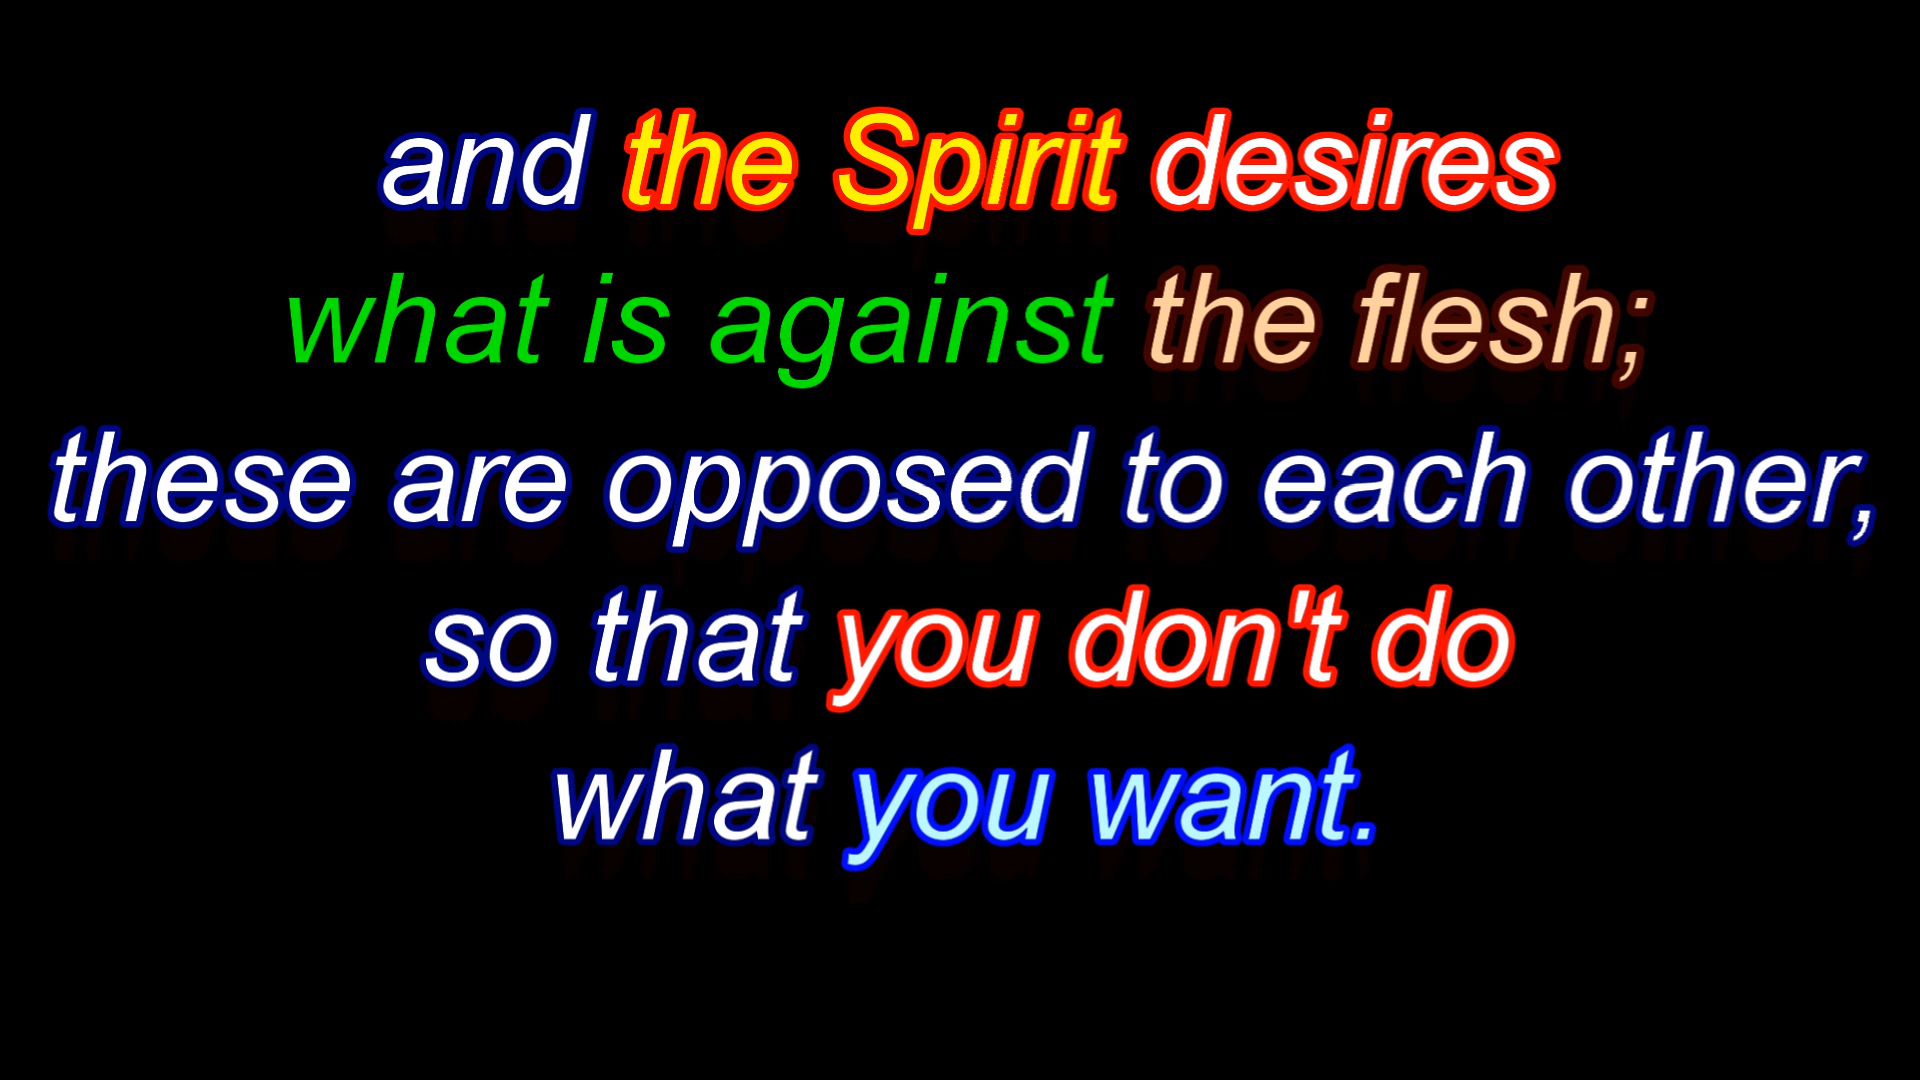 and the Spirit desires
what is against the flesh;
these are opposed to each other,
so that you don't do
what you want.